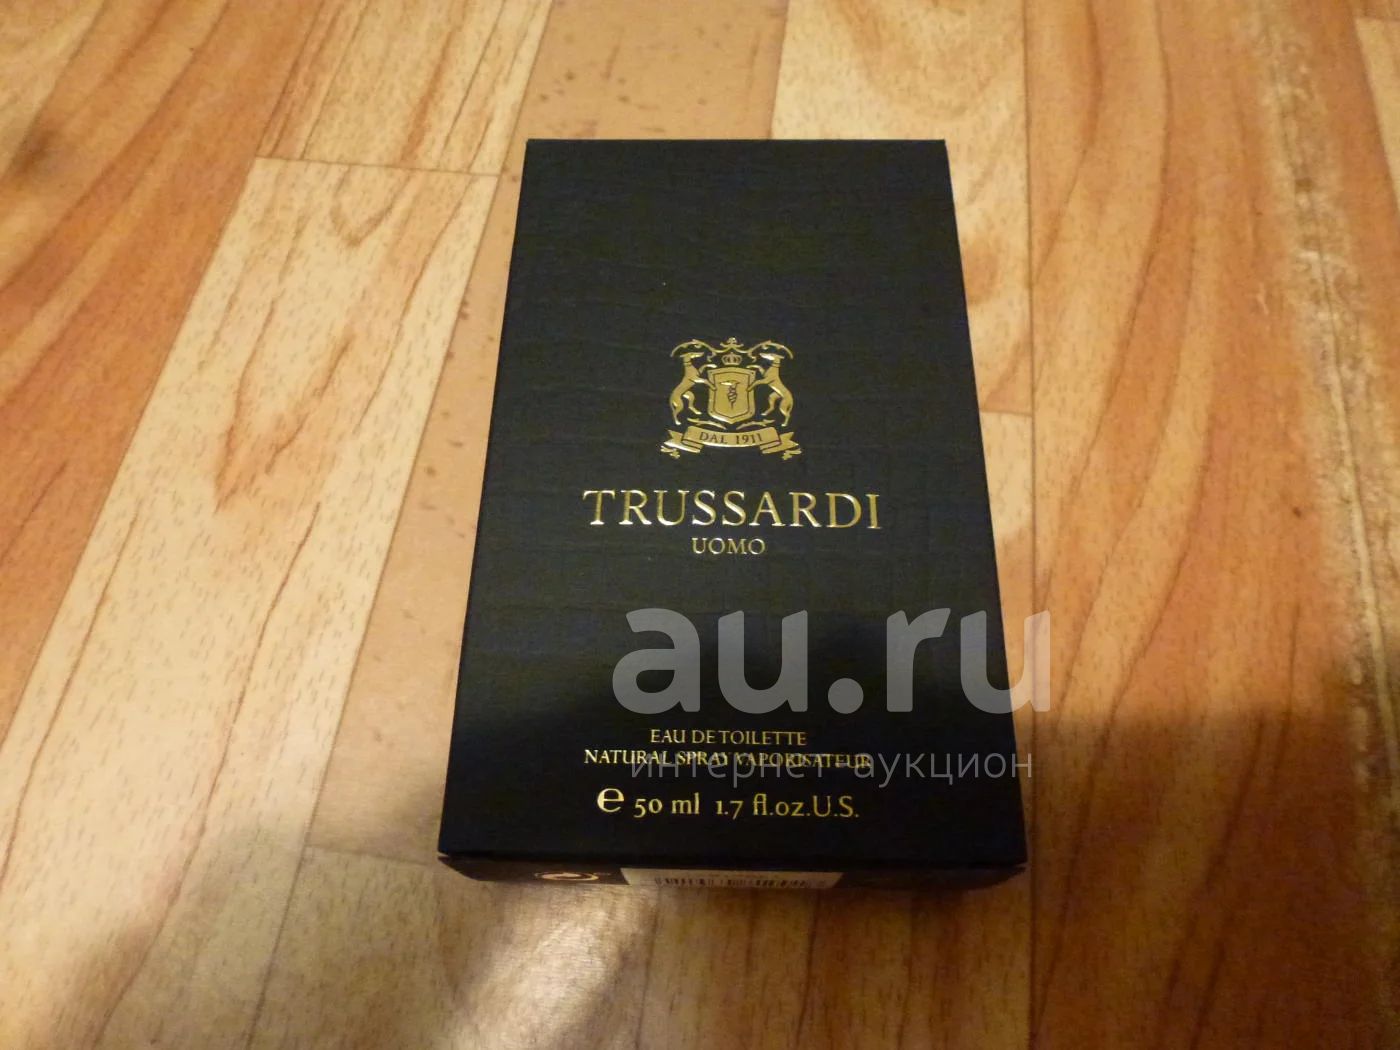 DAL 1911
TRUSSARDI
UOMO
au.ru
EAU DE TOILETTE
NATURAL SPRAY VAPORISATEUR
интернет-аукцион
e 50 ml 1.7 fl.oz.U.S.